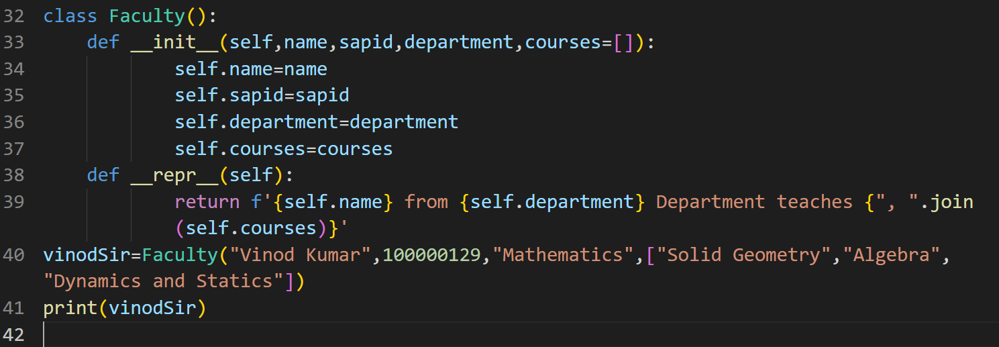 32 class Faculty():
33     def __init__(self,name,sapid,department,courses=[]):
34             self.name=name
35             self.sapid=sapid
36             self.department=department
37             self.courses=courses
38     def __repr__(self):
39             return f'{self.name} from {self.department} Department teaches {", ".join
            (self.courses)}'
40 vinodSir=Faculty("Vinod Kumar",100000129,"Mathematics",["Solid Geometry","Algebra",
"Dynamics and Statics"])
41 print(vinodSir)
42